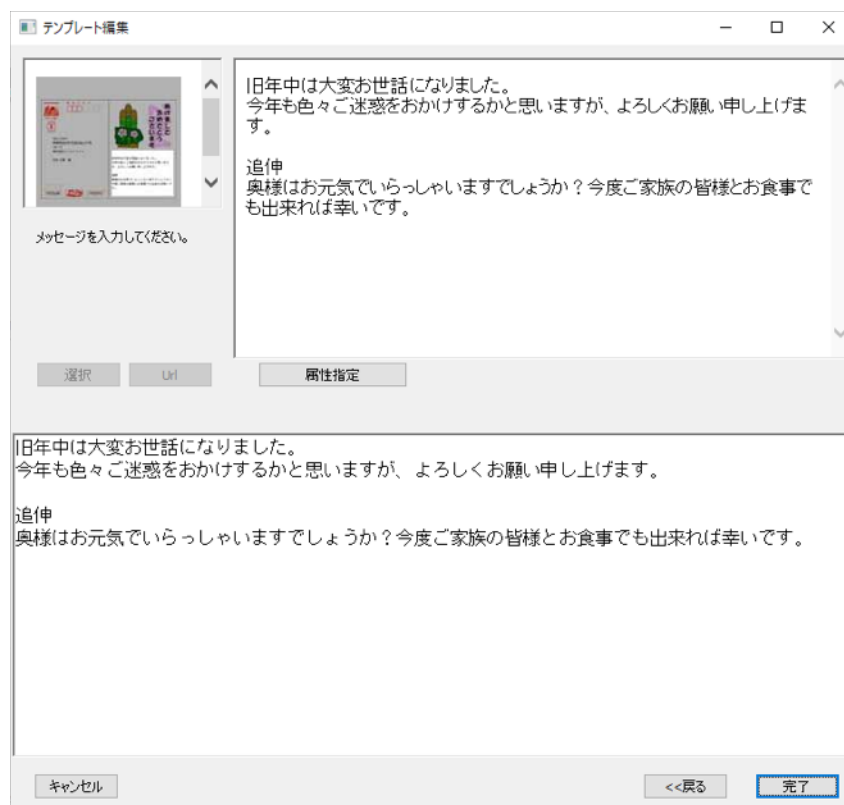 テンプレート編集
旧年中は大変お世話になりました。
今年も色々ご迷惑をおかけするかと思いますが、よろしくお願い申し上げま
す。
追伸
奥様はお元気でいらっしゃいますでしょうか？今度ご家族の皆様とお食事で
も出来れば幸いです。
メッセージを入力してください。
選択
Url
属性指定
旧年中は大変お世話になりました。
今年も色々ご迷惑をおかけするかと思いますが、よろしくお願い申し上げます。
追伸
奥様はお元気でいらっしゃいますでしょうか？今度ご家族の皆様とお食事でも出来れば幸いです。
キャンセル
<<戻る
完了